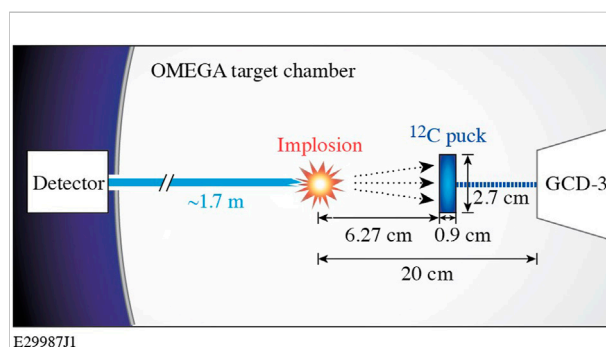 OMEGA target chamber
Implosion
¹²C puck
Detector
GCD-3
~1.7 m
2.7 cm
6.27 cm
0.9 cm
20 cm
E29987J1